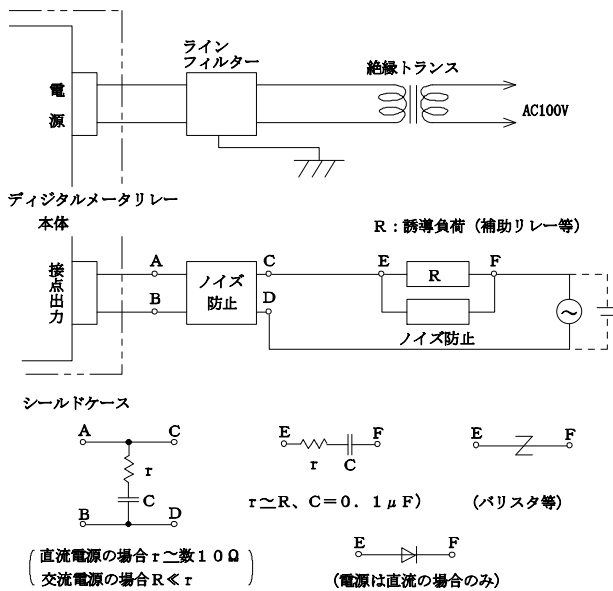 ライン
フィルター
絶縁トランス
電源
AC100V
ディジタルメータリレー
本体
R：誘導負荷（補助リレー等）
接点出力
A
B
ノイズ
防止
C
D
E
R
F
ノイズ防止
～
シールドケース
A
C
r
C
B
D
直流電源の場合r≃数１０Ω
交流電源の場合R≪r
E
r
C
F
r≃R、C＝０．１μF）
E
F
（バリスタ等）
E
F
（電源は直流の場合のみ）